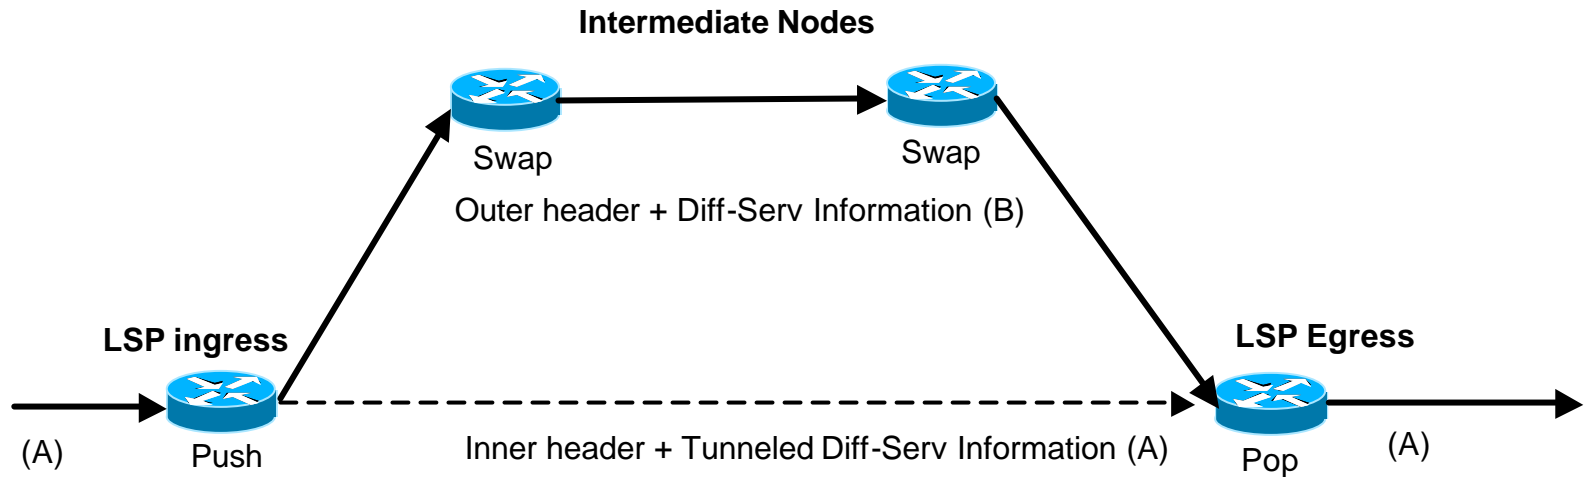 Intermediate Nodes
Swap
Swap
Outer header + Diff-Serv Information (B)
LSP ingress
LSP Egress
(A)
Push
Inner header + Tunneled Diff-Serv Information (A)
Pop
(A)